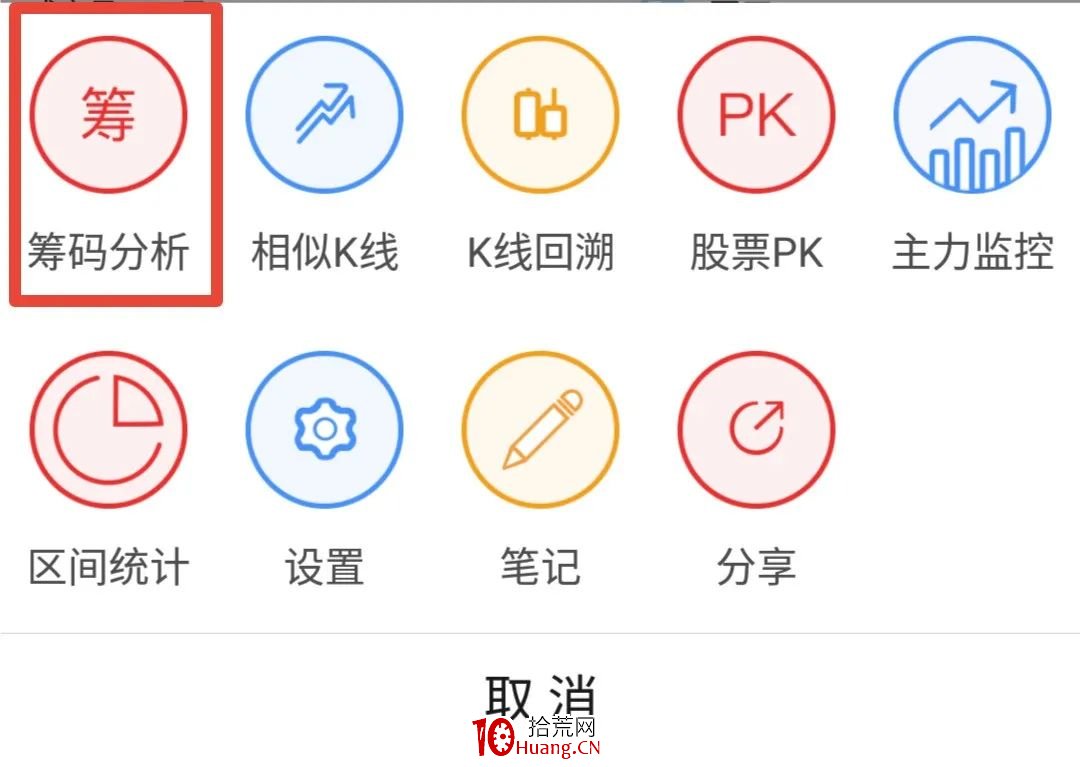 筹
PK
筹码分析 相似K线 K线回溯 股票PK 主力监控
区间统计 设置 笔记 分享
取消
10 拾荒网
Huang.CN